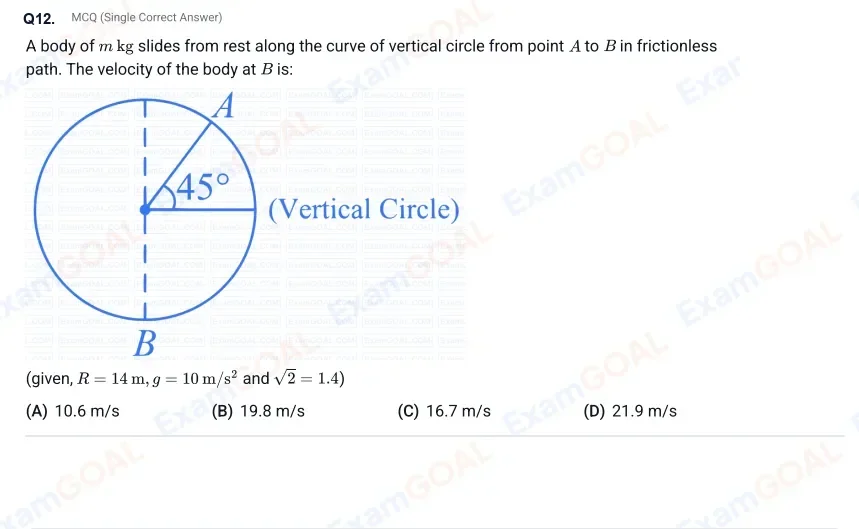 Q12. MCQ (Single Correct Answer)
A body of m kg slides from rest along the curve of vertical circle from point A to B in frictionless
path. The velocity of the body at B is:
A
45°
(Vertical Circle)
B
(given, R = 14 m, g = 10 m/s² and √2 = 1.4)
(A) 10.6 m/s (B) 19.8 m/s (C) 16.7 m/s (D) 21.9 m/s
ExamGOAL